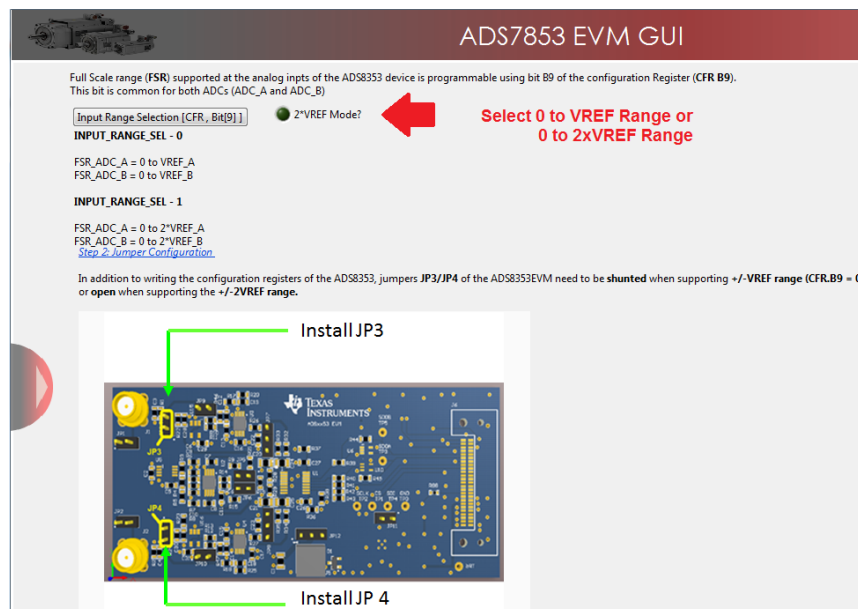 ADS7853 EVM GUI
Full Scale range (FSR) supported at the analog inpts of the ADS8353 device is programmable using bit B9 of the configuration Register (CFR B9).
This bit is common for both ADCs (ADC_A and ADC_B)
Input Range Selection [CFR , Bit[9] ]
2*VREF Mode?
Select 0 to VREF Range or
0 to 2xVREF Range
INPUT_RANGE_SEL - 0
FSR_ADC_A = 0 to VREF_A
FSR_ADC_B = 0 to VREF_B
INPUT_RANGE_SEL - 1
FSR_ADC_A = 0 to 2*VREF_A
FSR_ADC_B = 0 to 2*VREF_B
Step 2: Jumper Configuration
In addition to writing the configuration registers of the ADS8353, jumpers JP3/JP4 of the ADS8353EVM need to be shunted when supporting +/-VREF range (CFR.B9 = 0
or open when supporting the +/-2VREF range.
Install JP3
TEXAS
INSTRUMENTS
JP3
JP4
Install JP 4